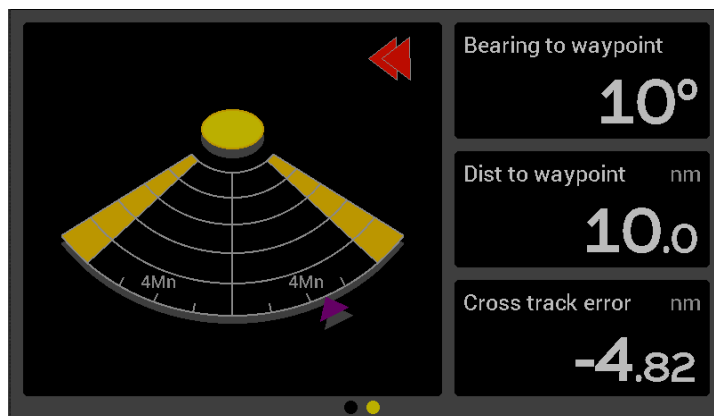 4Mn 4Mn
Bearing to waypoint
10°
Dist to waypoint nm
10.0
Cross track error nm
-4.82